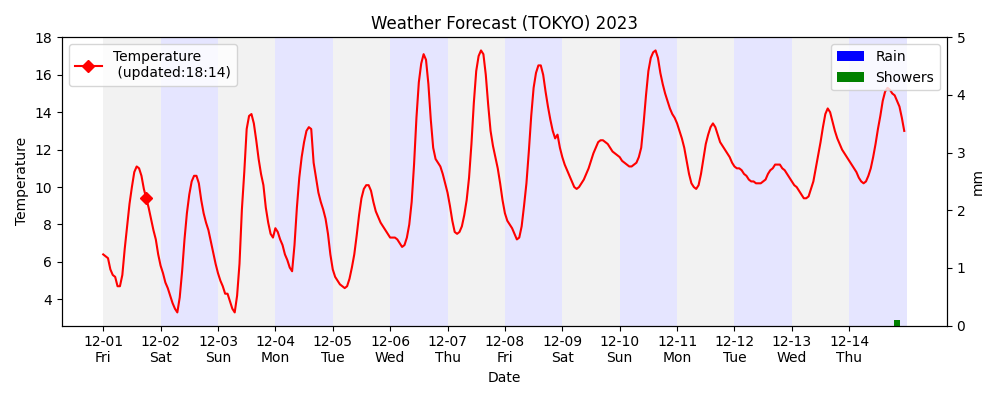 Weather Forecast (TOKYO) 2023
Temperature
(updated:18:14)
Rain
Showers
Temperature
18
16
14
12
10
8
6
4
mm
5
4
3
2
1
0
12-01 12-02 12-03 12-04 12-05 12-06 12-07 12-08 12-09 12-10 12-11 12-12 12-13 12-14
Fri Sat Sun Mon Tue Wed Thu Fri Sat Sun Mon Tue Wed Thu
Date